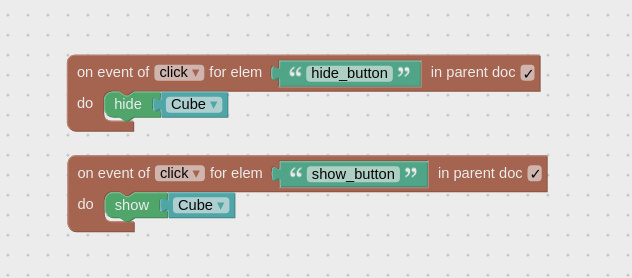 on event of click ▾ for elem “ hide_button ” in parent doc ✓
do hide Cube ▾
on event of click ▾ for elem “ show_button ” in parent doc ✓
do show Cube ▾